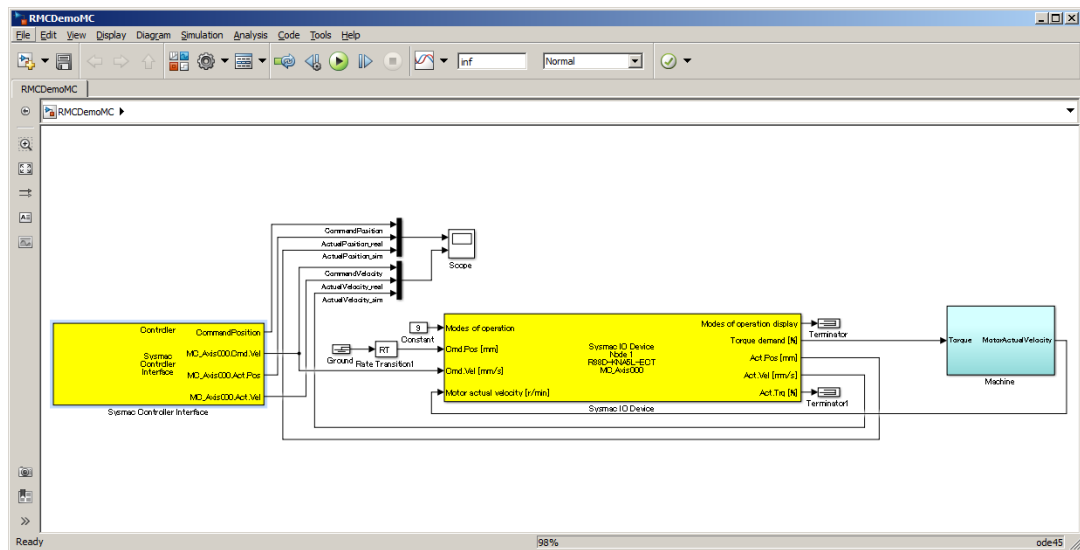 RMCDemoMC
File Edit View Display Diagram Simulation Analysis Code Tools Help
inf
Normal
RMCDemoMC
RMCDemoMC
CommandPosition
ActualPosition_real
ActualPosition_sim
CommandVelocity
ActualVelocity_real
ActualVelocity_sim
Scope
Controller
Sysmac
Controller
Interface
CommandPosition
MC_Axis000.Cmd.Vel
MC_Axis000.Act.Pos
MC_Axis000.Act.Vel
Sysmac Controller Interface
9
Constant
Ground
RT
Rate Transition1
Modes of operation
Cmd.Pos [mm]
Cmd.Vel [mm/s]
Motor actual velocity [r/min]
Sysmac IO Device
Node 1
R88D-KNA5L-ECT
MC_Axis000
Modes of operation display
Torque demand [%]
Act.Pos [mm]
Act.Vel [mm/s]
Act.Trq [%]
Sysmac IO Device
Terminator
Terminator1
Torque
MotorActualVelocity
Machine
Ready
98%
ode45